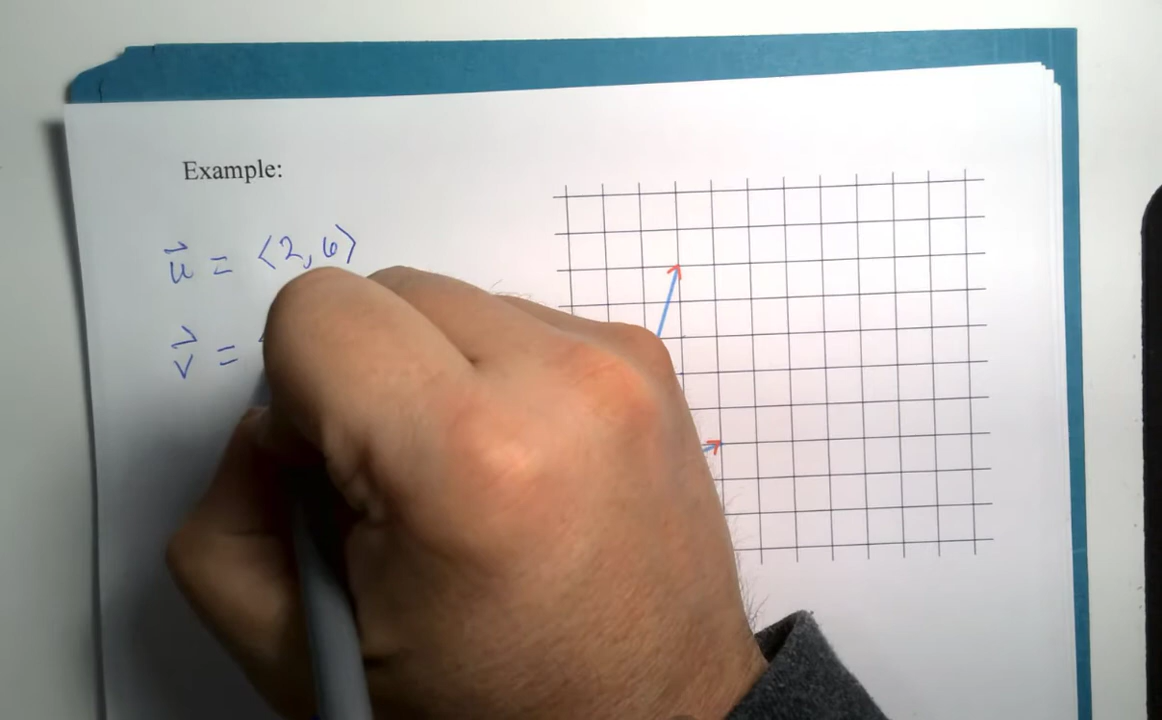 Example:
u⃗ = ⟨2, 6⟩
v⃗ =